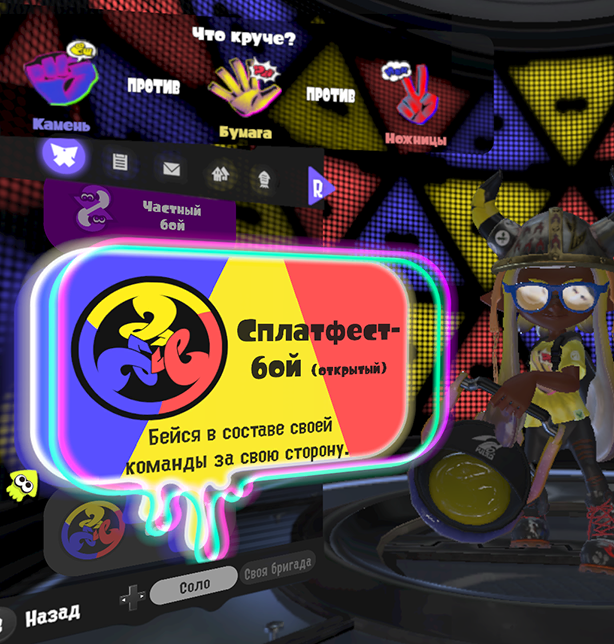 Что круче?
ПРОТИВ
ПРОТИВ
Камень
Бумага
Ножницы
R
Частный
бой
Сплатфест-
бой (открытый)
Бейся в составе своей
команды за свою сторону.
Соло
Своя бригада
Назад